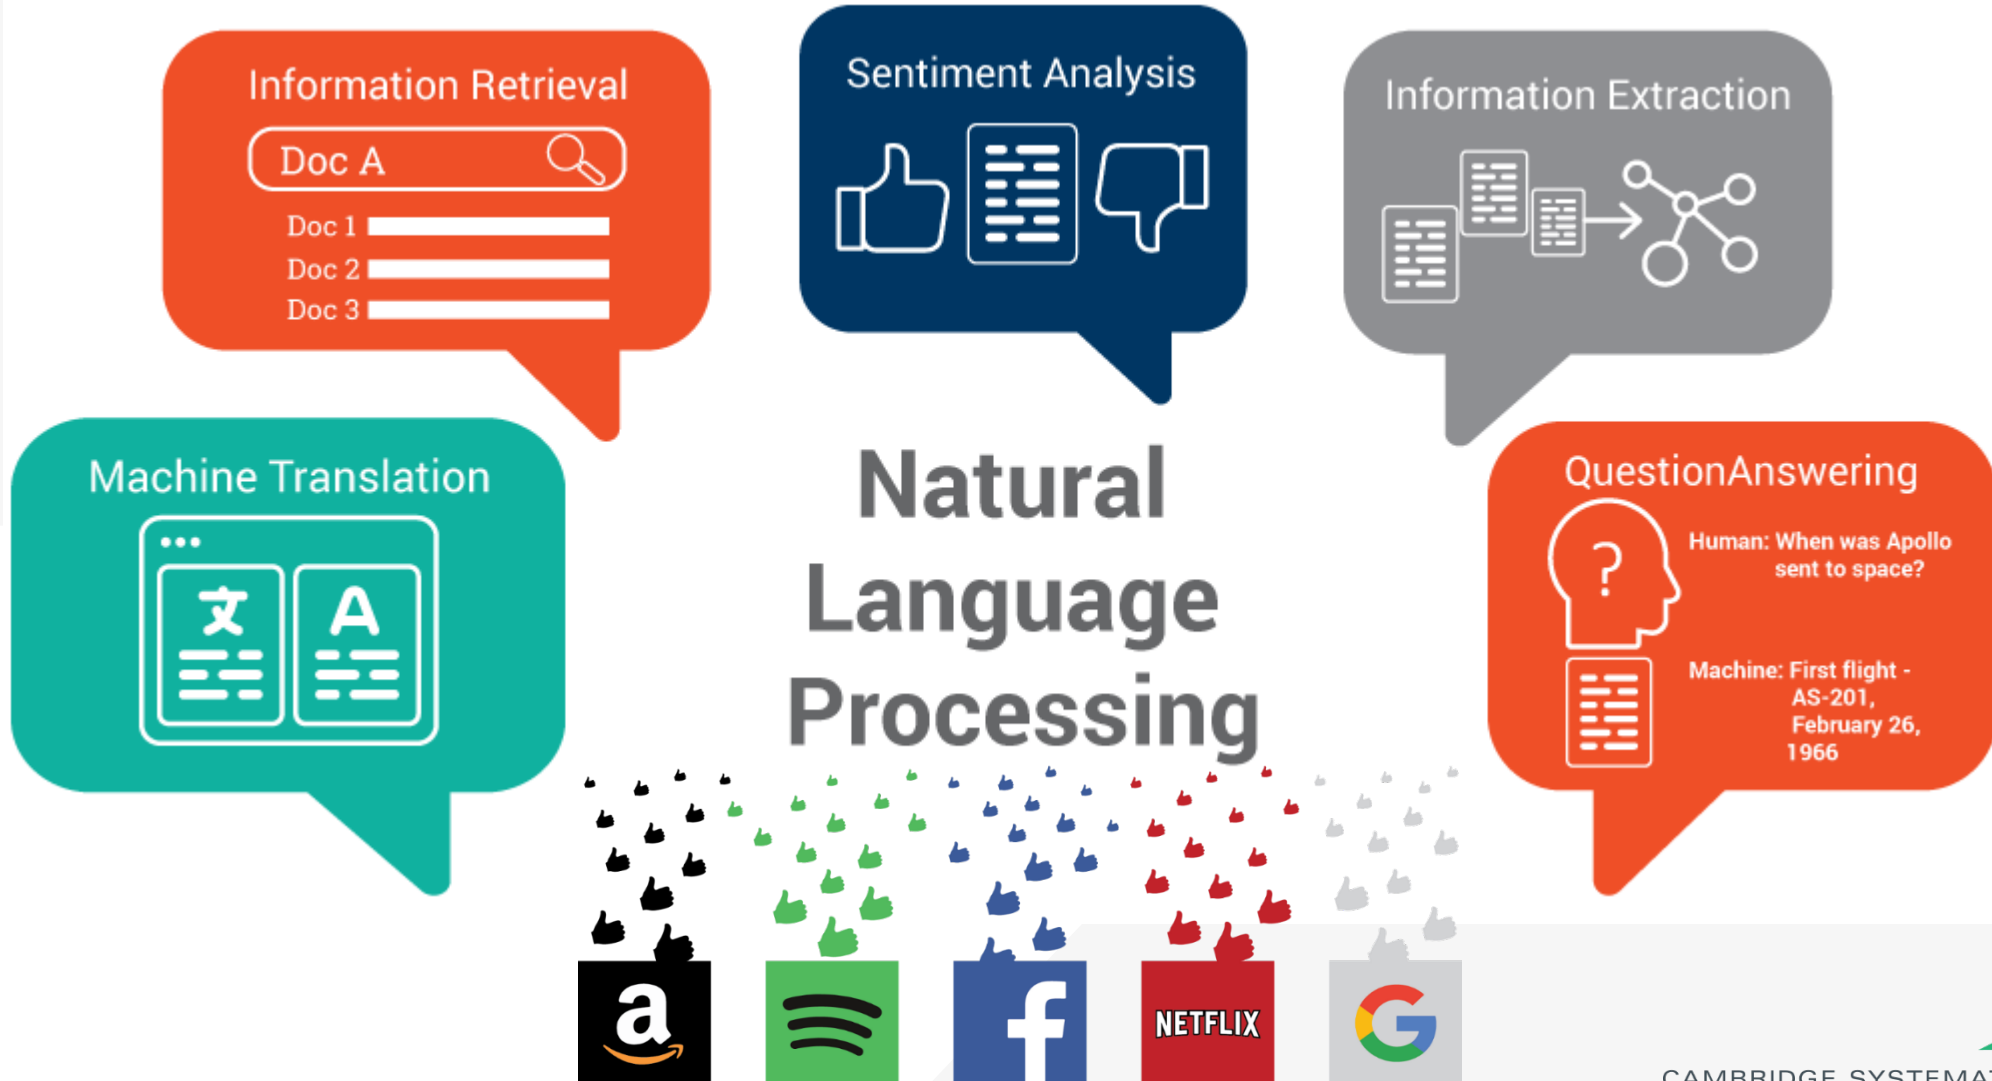 Information Retrieval
Doc A
Doc 1
Doc 2
Doc 3
Sentiment Analysis
Information Extraction
Machine Translation
文 A
Natural
Language
Processing
QuestionAnswering
?
Human: When was Apollo
sent to space?
Machine: First flight -
AS-201,
February 26,
1966
a
f
NETFLIX
G
CAMBRIDGE